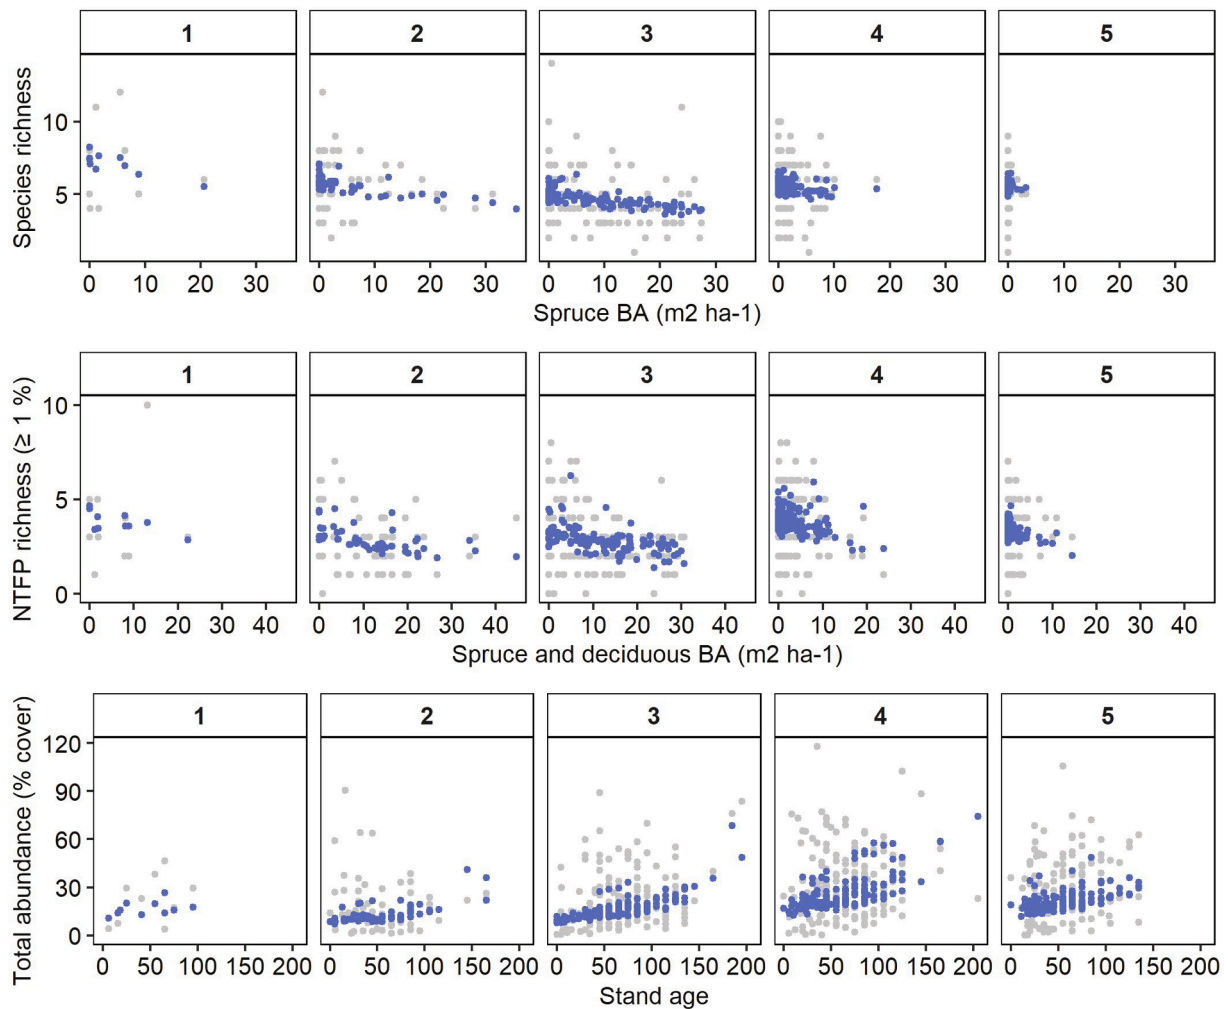 1 2 3 4 5
Species richness
10
5
0 10 20 30 0 10 20 30 0 10 20 30 0 10 20 30 0 10 20 30
Spruce BA (m2 ha-1)
1 2 3 4 5
NTFP richness (≥ 1 %)
10
5
0
0 10 20 30 40 0 10 20 30 40 0 10 20 30 40 0 10 20 30 40 0 10 20 30 40
Spruce and deciduous BA (m2 ha-1)
1 2 3 4 5
Total abundance (% cover)
120
90
60
30
0
0 50 100 150 200 0 50 100 150 200 0 50 100 150 200 0 50 100 150 200 0 50 100 150 200
Stand age